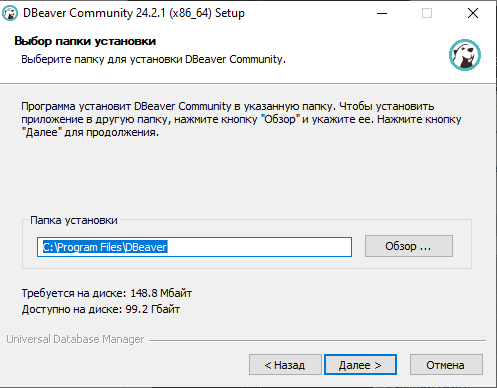 DBeaver Community 24.2.1 (x86_64) Setup
Выбор папки установки
Выберите папку для установки DBeaver Community.
Программа установит DBeaver Community в указанную папку. Чтобы установить
приложение в другую папку, нажмите кнопку "Обзор" и укажите ее. Нажмите кнопку
"Далее" для продолжения.
Папка установки
C:\Program Files\DBeaver
Обзор ...
Требуется на диске: 148.8 Мбайт
Доступно на диске: 99.2 Гбайт
Universal Database Manager
< Назад
Далее >
Отмена